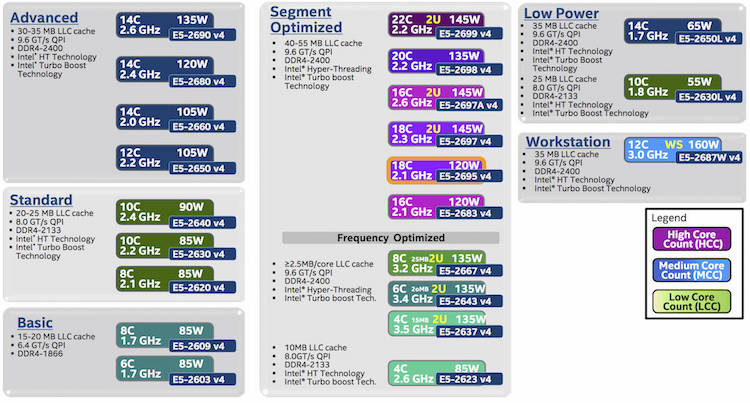 Advanced
• 30-35 MB LLC cache
• 9.6 GT/s QPI
• DDR4-2400
• Intel® HT Technology
• Intel® Turbo Boost
Technology
14C 135W
2.6 GHz E5-2690 v4
14C 120W
2.4 GHz E5-2680 v4
14C 105W
2.0 GHz E5-2660 v4
12C 105W
2.2 GHz E5-2650 v4
Standard
• 20-25 MB LLC cache
• 8.0 GT/s QPI
• DDR4-2133
• Intel® HT Technology
• Intel® Turbo Boost
Technology
10C 90W
2.4 GHz E5-2640 v4
10C 85W
2.2 GHz E5-2630 v4
8C 85W
2.1 GHz E5-2620 v4
Basic
• 15-20 MB LLC cache
• 6.4 GT/s QPI
• DDR4-1866
8C 85W
1.7 GHz E5-2609 v4
6C 85W
1.7 GHz E5-2603 v4
Segment
Optimized
• 40-55 MB LLC cache
• 9.6 GT/s QPI
• DDR4-2400
• Intel® Hyper-Threading
• Intel® Turbo boost
Technology
22C 2U 145W
2.2 GHz E5-2699 v4
20C 135W
2.2 GHz E5-2698 v4
16C 2U 145W
2.6 GHz E5-2697A v4
18C 2U 145W
2.3 GHz E5-2697 v4
18C 120W
2.1 GHz E5-2695 v4
16C 120W
2.1 GHz E5-2683 v4
Frequency Optimized
• ≥2.5MB/core LLC cache
• 9.6 GT/s QPI
• DDR4-2400
• Intel® Hyper-Threading
• Intel® Turbo boost Tech.
8C 25MB 2U 135W
3.2 GHz E5-2667 v4
6C 20MB 2U 135W
3.4 GHz E5-2643 v4
4C 15MB 2U 135W
3.5 GHz E5-2637 v4
• 10MB LLC cache
• 8.0GT/s QPI
• DDR4-2133
• Intel® HT Technology
• Intel® Turbo boost Tech.
4C 85W
2.6 GHz E5-2623 v4
Low Power
• 35 MB LLC cache
• 9.6 GT/s QPI
• DDR4-2400
• Intel® HT Technology
• Intel® Turbo Boost Technology
14C 65W
1.7 GHz E5-2650L v4
• 25 MB LLC cache
• 8.0 GT/s QPI
• DDR4-2133
• Intel® HT Technology
• Intel® Turbo Boost Technology
10C 55W
1.8 GHz E5-2630L v4
Workstation
• 35 MB LLC cache
• 9.6 GT/s QPI
• DDR4-2400
• Intel® HT Technology
• Intel® Turbo Boost Technology
12C WS 160W
3.0 GHz E5-2687W v4
Legend
High Core
Count (HCC)
Medium Core
Count (MCC)
Low Core
Count (LCC)